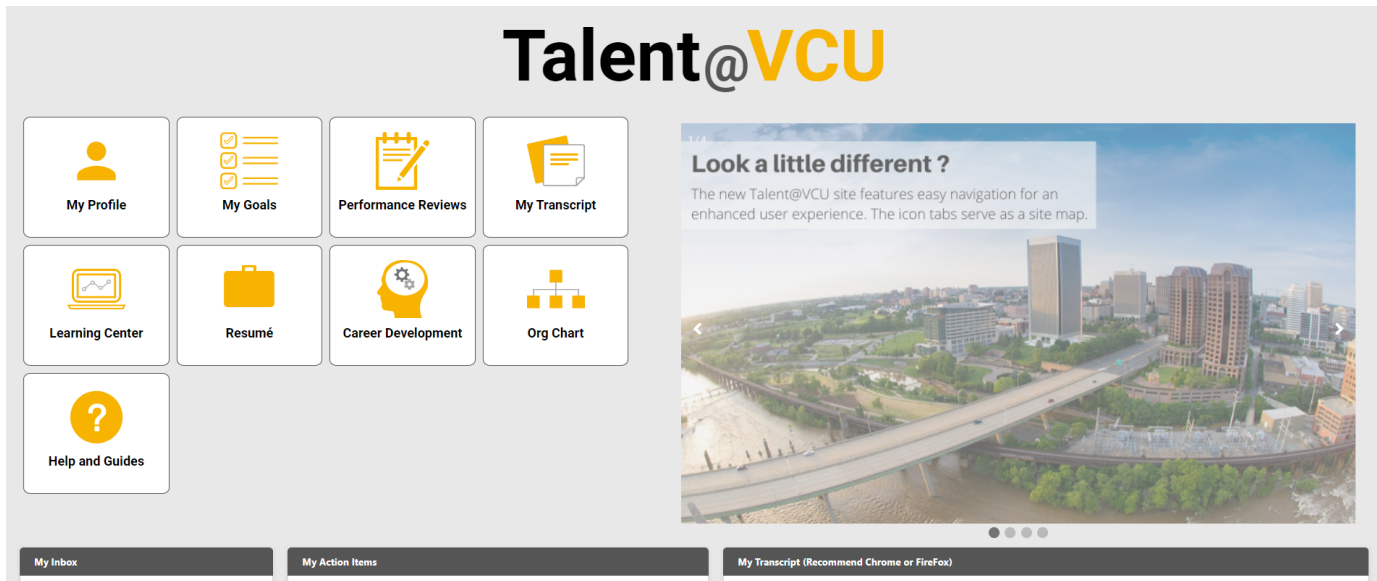 Talent@VCU
My Profile
My Goals
Performance Reviews
My Transcript
Learning Center
Resumé
Career Development
Org Chart
?
Help and Guides
1/4
Look a little different ?
The new Talent@VCU site features easy navigation for an
enhanced user experience. The icon tabs serve as a site map.
My Inbox
My Action Items
My Transcript (Recommend Chrome or FireFox)